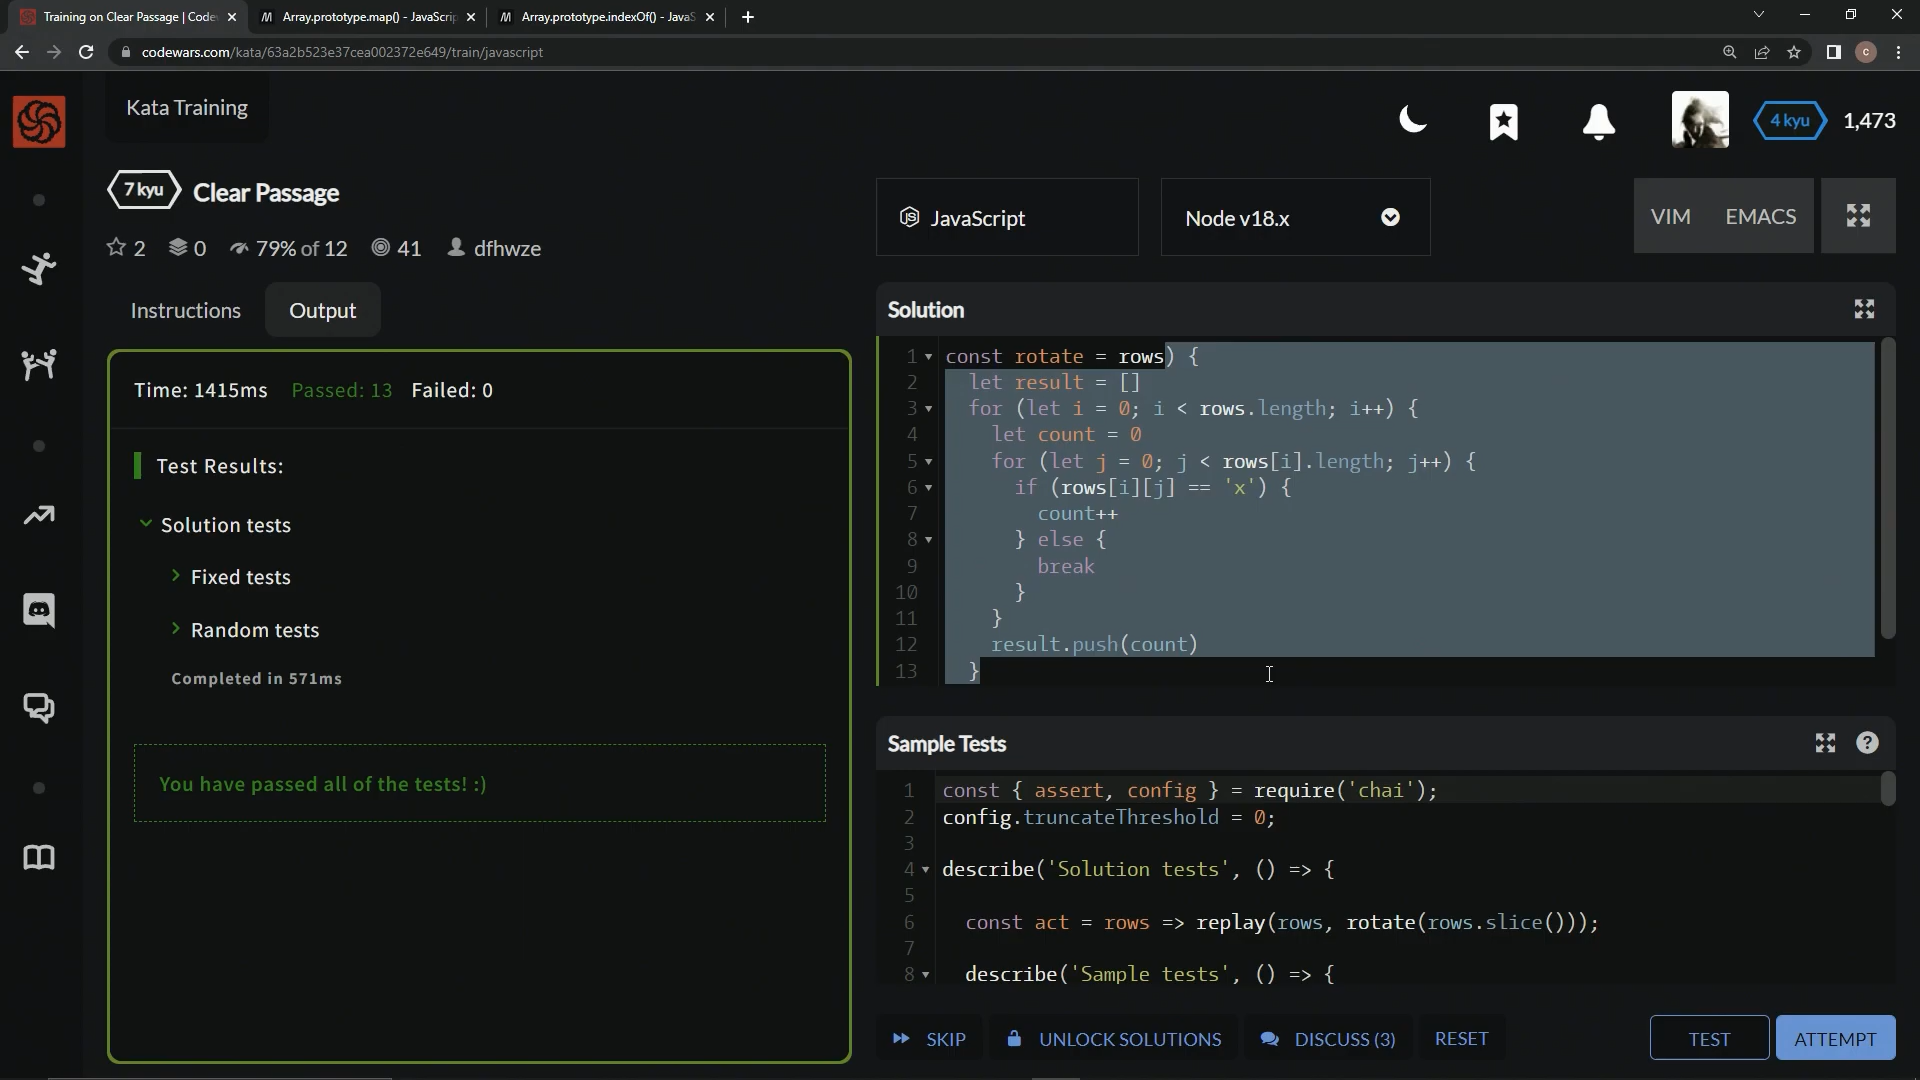 Training on Clear Passage | Code
Array.prototype.map() - JavaScrip
Array.prototype.indexOf() - JavaS
codewars.com/kata/63a2b523e37cea002372e649/train/javascript
C
Kata Training
4 kyu
1,473
7 kyu
Clear Passage
2
0
79% of 12
41
dfhwze
JavaScript
Node v18.x
VIM
EMACS
Instructions
Output
Time: 1415ms Passed: 13 Failed: 0
Test Results:
Solution tests
Fixed tests
Random tests
Completed in 571ms
You have passed all of the tests! :)
Solution
1 const rotate = rows) {
2 let result = []
3 for (let i = 0; i < rows.length; i++) {
4 let count = 0
5 for (let j = 0; j < rows[i].length; j++) {
6 if (rows[i][j] == 'x') {
7 count++
8 } else {
9 break
10 }
11 }
12 result.push(count)
13 }
Sample Tests
1 const { assert, config } = require('chai');
2 config.truncateThreshold = 0;
3
4 describe('Solution tests', () => {
5
6 const act = rows => replay(rows, rotate(rows.slice()));
7
8 describe('Sample tests', () => {
SKIP
UNLOCK SOLUTIONS
DISCUSS (3)
RESET
TEST
ATTEMPT